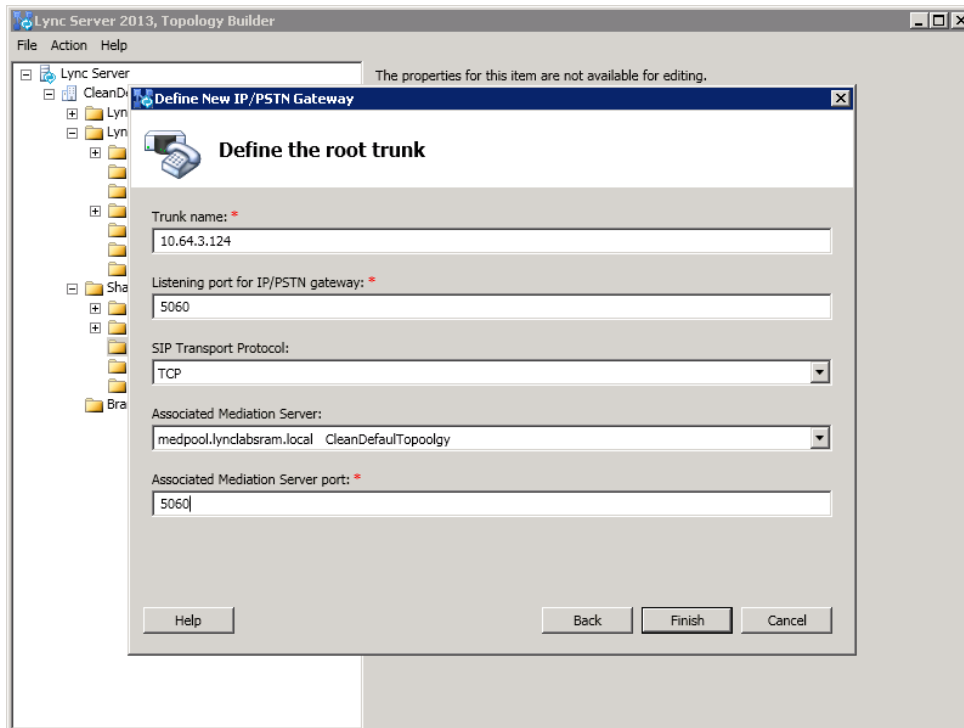 Lync Server 2013, Topology Builder
File Action Help
Lync Server
The properties for this item are not available for editing.
Define New IP/PSTN Gateway
Define the root trunk
Trunk name: *
10.64.3.124
Listening port for IP/PSTN gateway: *
5060
SIP Transport Protocol:
TCP
Associated Mediation Server:
medpool.lynclabsram.local CleanDefaulTopoolgy
Associated Mediation Server port: *
5060
Help Back Finish Cancel